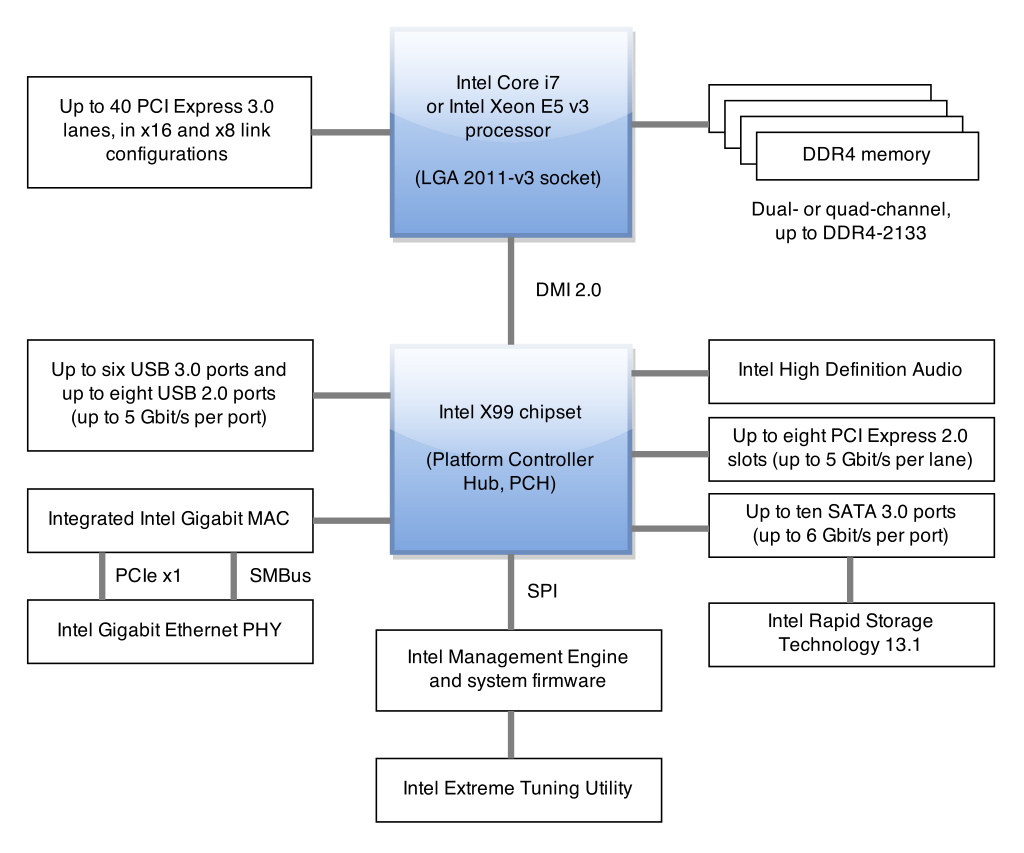 Intel Core i7
or Intel Xeon E5 v3
processor
(LGA 2011-v3 socket)
Up to 40 PCI Express 3.0
lanes, in x16 and x8 link
configurations
DDR4 memory
Dual- or quad-channel,
up to DDR4-2133
DMI 2.0
Up to six USB 3.0 ports and
up to eight USB 2.0 ports
(up to 5 Gbit/s per port)
Intel X99 chipset
(Platform Controller
Hub, PCH)
Intel High Definition Audio
Up to eight PCI Express 2.0
slots (up to 5 Gbit/s per lane)
Integrated Intel Gigabit MAC
Up to ten SATA 3.0 ports
(up to 6 Gbit/s per port)
PCIe x1
SMBus
SPI
Intel Gigabit Ethernet PHY
Intel Rapid Storage
Technology 13.1
Intel Management Engine
and system firmware
Intel Extreme Tuning Utility